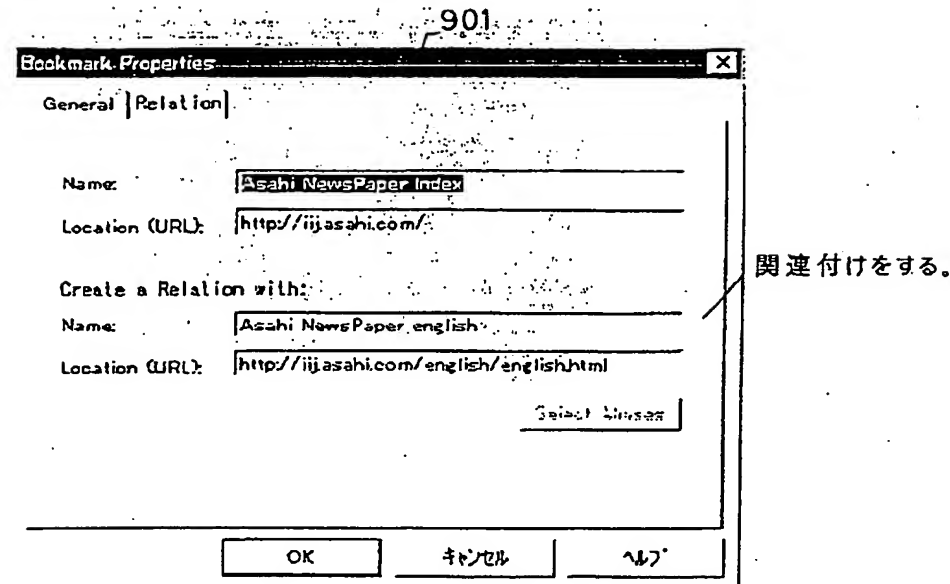 901
Bookmark Properties
General Relation
Name: Asahi NewsPaper Index
Location (URL): http://iij.asahi.com/
関連付けをする。
Create a Relation with:
Name: Asahi NewsPaper english
Location (URL): http://iij.asahi.com/english/english.html
Select
OK キャンセル ヘルプ